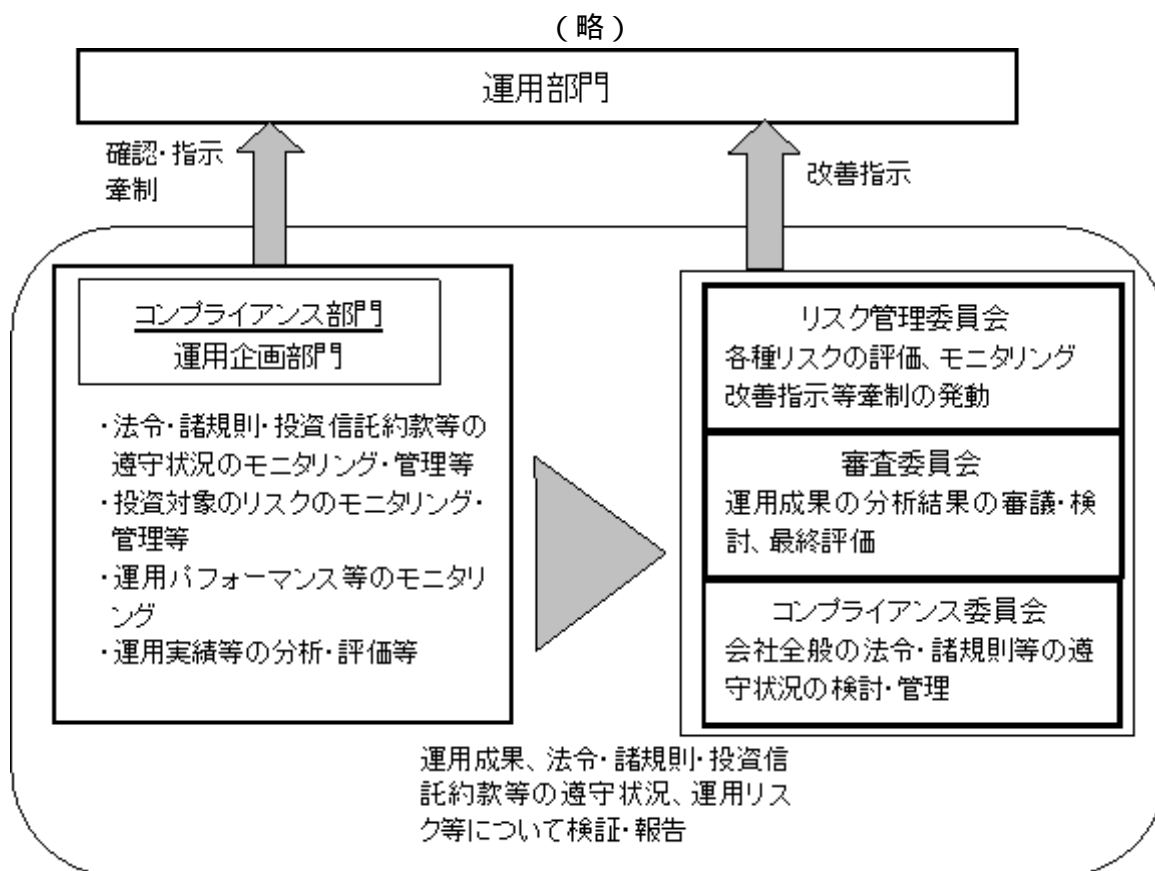 (略)
運用部門
確認・指示
牽制
改善指示
コンプライアンス部門
運用企画部門
・法令・諸規則・投資信託約款等の
遵守状況のモニタリング・管理等
・投資対象のリスクのモニタリング・
管理等
・運用パフォーマンス等のモニタリ
ング
・運用実績等の分析・評価等
リスク管理委員会
各種リスクの評価、モニタリング
改善指示等牽制の発動
審査委員会
運用成果の分析結果の審議・検
討、最終評価
コンプライアンス委員会
会社全般の法令・諸規則等の遵
守状況の検討・管理
運用成果、法令・諸規則・投資信
託約款等の遵守状況、運用リス
ク等について検証・報告